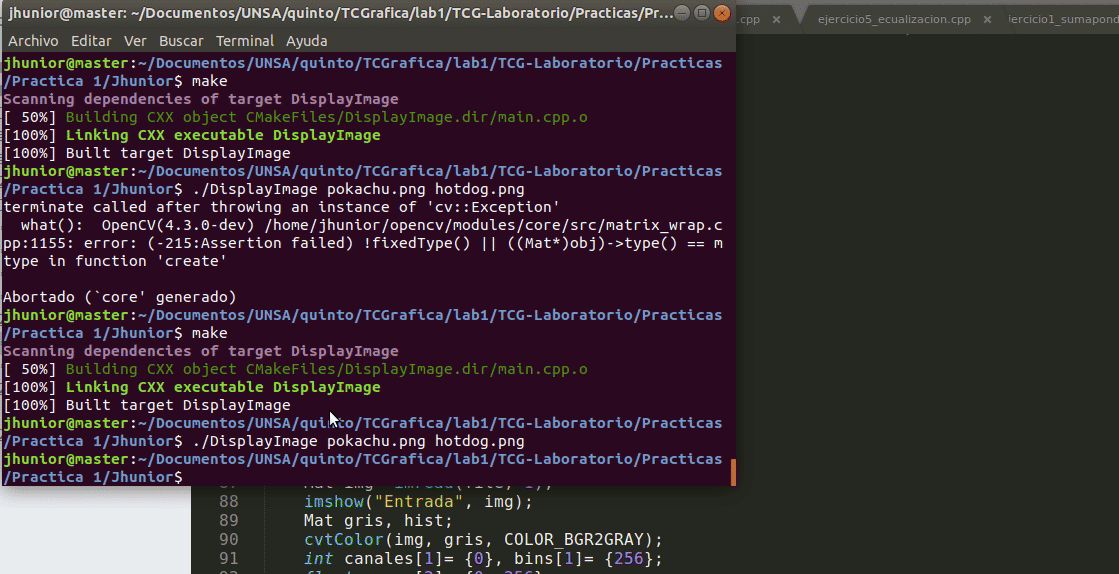 jhunior@master: ~/Documentos/UNSA/quinto/TCGrafica/lab1/TCG-Laboratorio/Practicas/Pr...
.cpp × ejercicio5_ecualizacion.cpp × jercicio1_sumapond
Archivo Editar Ver Buscar Terminal Ayuda
jhunior@master:~/Documentos/UNSA/quinto/TCGrafica/lab1/TCG-Laboratorio/Practicas
/Practica 1/Jhunior$ make
Scanning dependencies of target DisplayImage
[ 50%] Building CXX object CMakeFiles/DisplayImage.dir/main.cpp.o
[100%] Linking CXX executable DisplayImage
[100%] Built target DisplayImage
jhunior@master:~/Documentos/UNSA/quinto/TCGrafica/lab1/TCG-Laboratorio/Practicas
/Practica 1/Jhunior$ ./DisplayImage pokachu.png hotdog.png
terminate called after throwing an instance of 'cv::Exception'
  what():  OpenCV(4.3.0-dev) /home/jhunior/opencv/modules/core/src/matrix_wrap.c
pp:1155: error: (-215:Assertion failed) !fixedType() || ((Mat*)obj)->type() == m
type in function 'create'
Abortado (`core' generado)
jhunior@master:~/Documentos/UNSA/quinto/TCGrafica/lab1/TCG-Laboratorio/Practicas
/Practica 1/Jhunior$ make
Scanning dependencies of target DisplayImage
[ 50%] Building CXX object CMakeFiles/DisplayImage.dir/main.cpp.o
[100%] Linking CXX executable DisplayImage
[100%] Built target DisplayImage
jhunior@master:~/Documentos/UNSA/quinto/TCGrafica/lab1/TCG-Laboratorio/Practicas
/Practica 1/Jhunior$ ./DisplayImage pokachu.png hotdog.png
jhunior@master:~/Documentos/UNSA/quinto/TCGrafica/lab1/TCG-Laboratorio/Practicas
/Practica 1/Jhunior$
88 imshow("Entrada", img);
89 Mat gris, hist;
90 cvtColor(img, gris, COLOR_BGR2GRAY);
91 int canales[1]= {0}, bins[1]= {256};